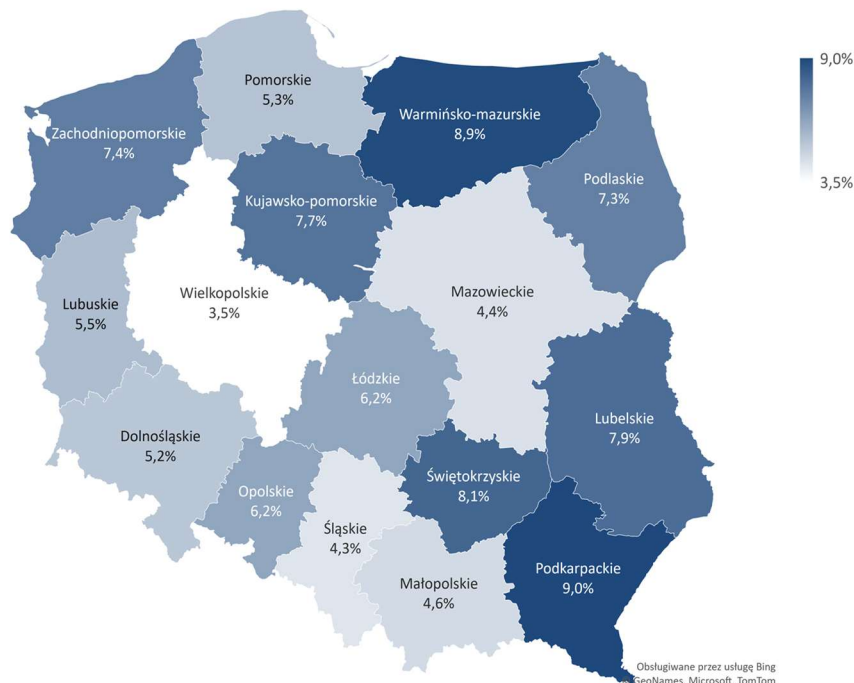 Pomorskie
5,3%
9,0%
3,5%
Warmińsko-mazurskie
8,9%
Zachodniopomorskie
7,4%
Podlaskie
7,3%
Kujawsko-pomorskie
7,7%
Wielkopolskie
3,5%
Mazowieckie
4,4%
Lubuskie
5,5%
Łódzkie
6,2%
Lubelskie
7,9%
Dolnośląskie
5,2%
Świętokrzyskie
8,1%
Opolskie
6,2%
Śląskie
4,3%
Podkarpackie
9,0%
Małopolskie
4,6%
Obsługiwane przez usługę Bing
© GeoNames, Microsoft, TomTom